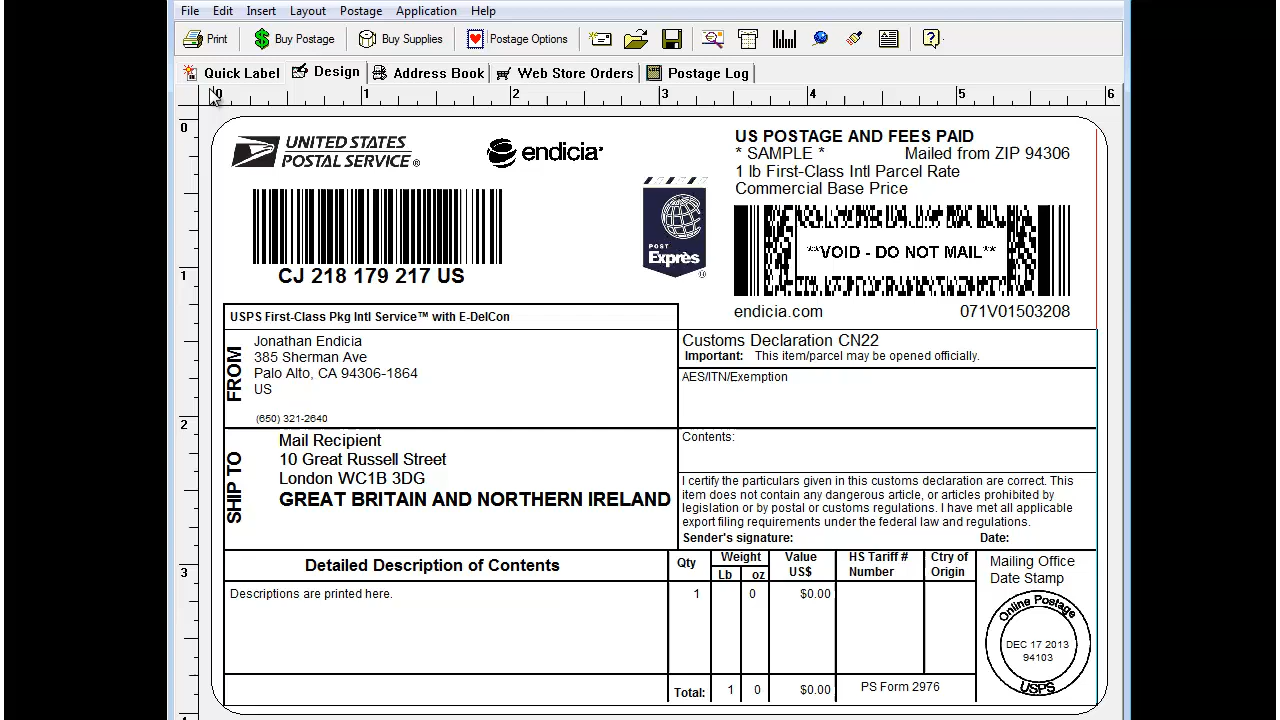 File Edit Insert Layout Postage Application Help
Print Buy Postage Buy Supplies Postage Options
Quick Label Design Address Book Web Store Orders Postage Log
0 1 2 3 4 5 6
0
1
2
3
UNITED STATES
POSTAL SERVICE®
endicia
US POSTAGE AND FEES PAID
* SAMPLE * Mailed from ZIP 94306
1 lb First-Class Intl Parcel Rate
Commercial Base Price
POST
Exprès
**VOID - DO NOT MAIL**
CJ 218 179 217 US
endicia.com 071V01503208
USPS First-Class Pkg Intl Service™ with E-DelCon
FROM
Jonathan Endicia
385 Sherman Ave
Palo Alto, CA 94306-1864
US
(650) 321-2640
Customs Declaration CN22
Important: This item/parcel may be opened officially.
AES/ITN/Exemption
SHIP TO
Mail Recipient
10 Great Russell Street
London WC1B 3DG
GREAT BRITAIN AND NORTHERN IRELAND
Contents:
I certify the particulars given in this customs declaration are correct. This
item does not contain any dangerous article, or articles prohibited by
legislation or by postal or customs regulations. I have met all applicable
export filing requirements under the federal law and regulations.
Sender's signature: Date:
Detailed Description of Contents
Qty
Weight
Lb oz
Value
US$
HS Tariff #
Number
Ctry of
Origin
Mailing Office
Date Stamp
Descriptions are printed here. 1 0 $0.00
Online Postage
DEC 17 2013
94103
USPS
Total: 1 0 $0.00 PS Form 2976